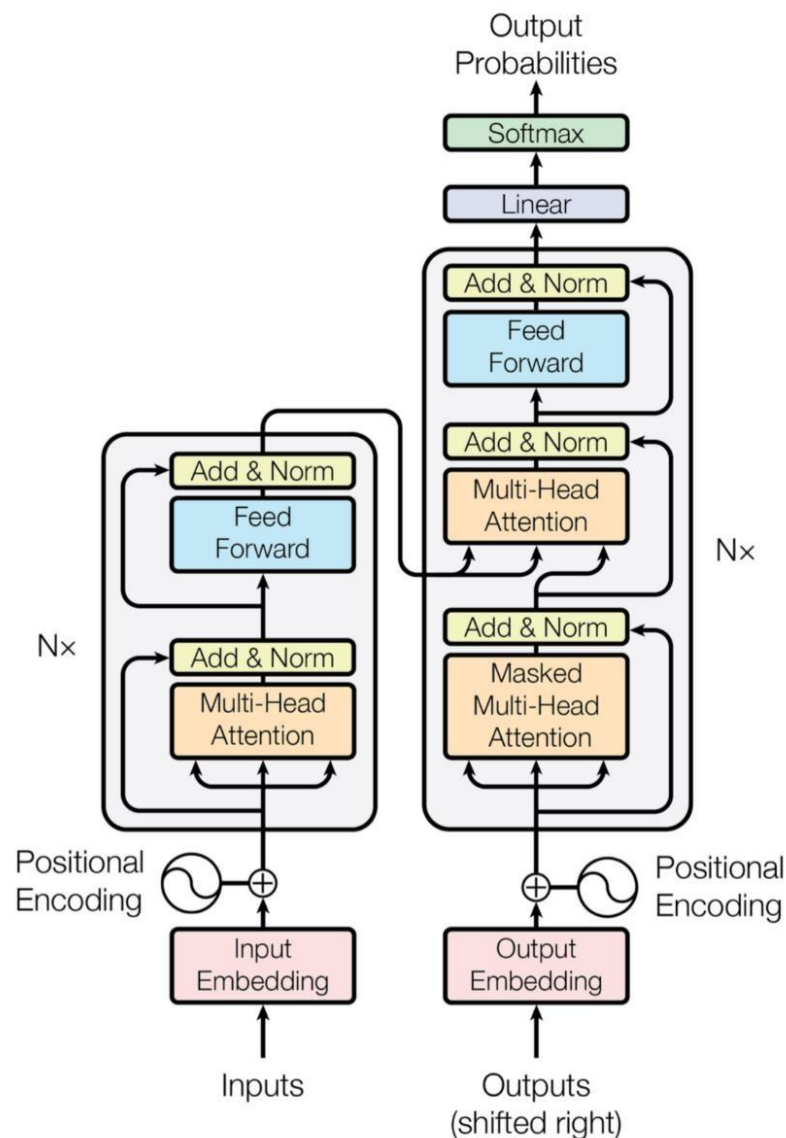 Output
Probabilities
Softmax
Linear
Add & Norm
Feed
Forward
Add & Norm
Multi-Head
Attention
Add & Norm
Masked
Multi-Head
Attention
N×
Add & Norm
Feed
Forward
Add & Norm
Multi-Head
Attention
N×
Positional
Encoding
Positional
Encoding
Input
Embedding
Output
Embedding
Inputs
Outputs
(shifted right)